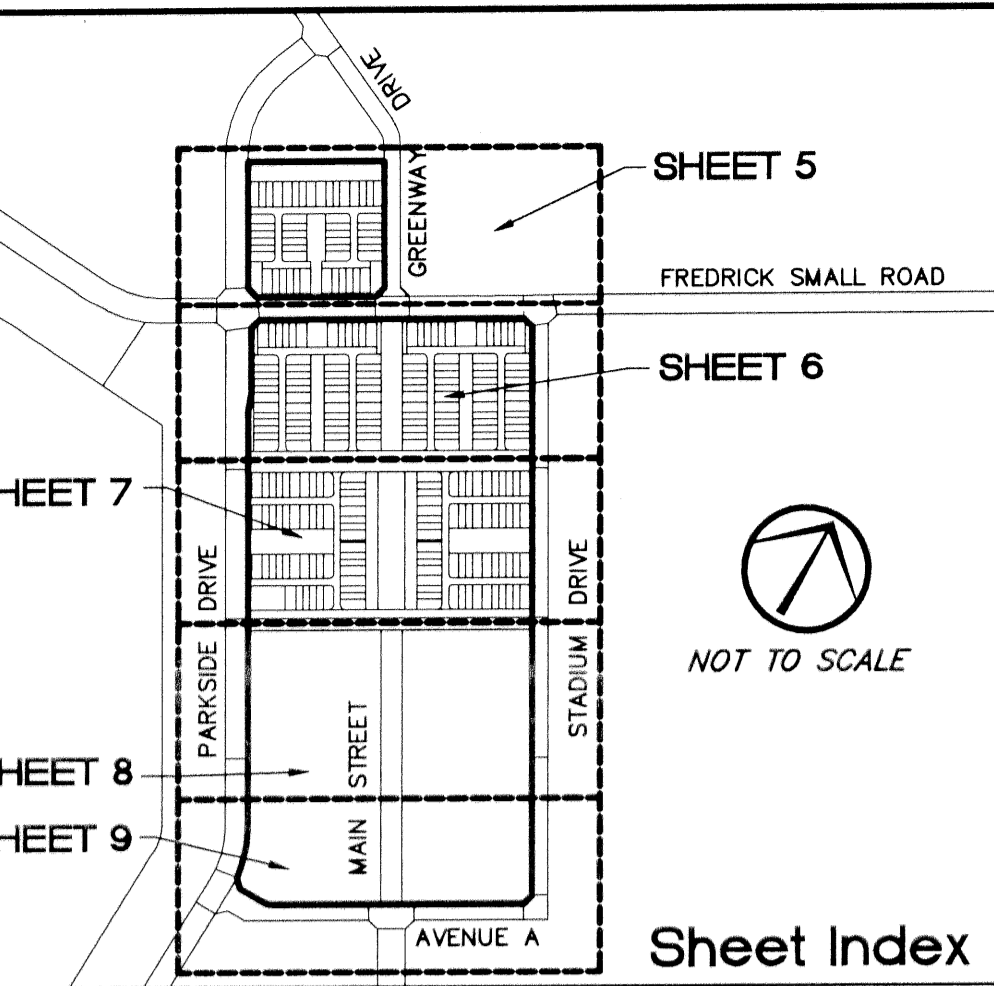 DRIVE
GREENWAY
SHEET 5
FREDRICK SMALL ROAD
SHEET 6
HEET 7
PARKSIDE DRIVE
STADIUM DRIVE
NOT TO SCALE
MAIN STREET
HEET 8
HEET 9
AVENUE A
Sheet Index